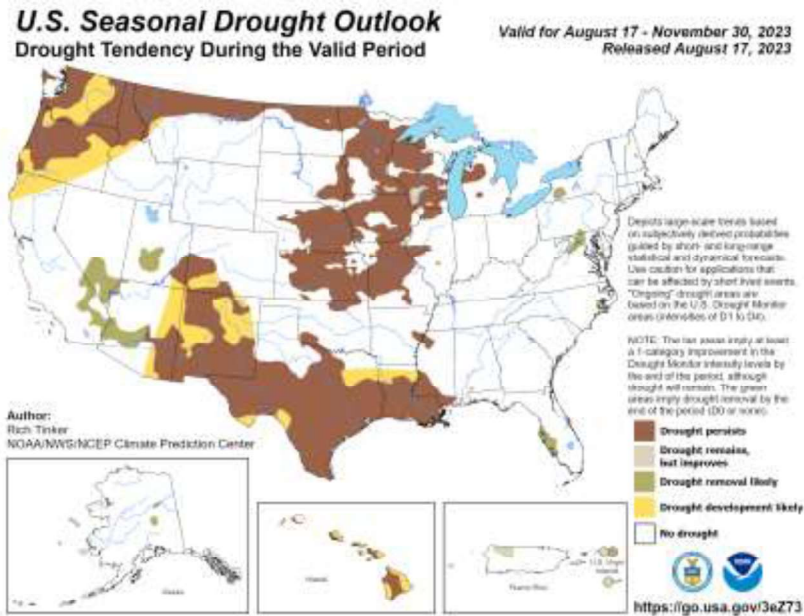 U.S. Seasonal Drought Outlook
Drought Tendency During the Valid Period
Valid for August 17 - November 30, 2023
Released August 17, 2023
Depicts large-scale trends based
on subjectively derived probabilities
guided by short- and long-range
statistical and dynamical forecasts.
Use caution for applications that
can be affected by short lived events.
"Ongoing" drought areas are
based on the U.S. Drought Monitor
areas (intensities of D1 to D4).
NOTE: The tan areas imply at least
a 1-category improvement in the
Drought Monitor intensity levels by
the end of the period, although
drought will remain. The green
areas imply drought removal by the
end of the period (D0 or none).
Author:
Rich Tinker
NOAA/NWS/NCEP Climate Prediction Center
Drought persists
Drought remains,
but improves
Drought removal likely
Drought development likely
No drought
Alaska
Hawaii
Puerto Rico
U.S. Virgin
Islands
https://go.usa.gov/3eZ73